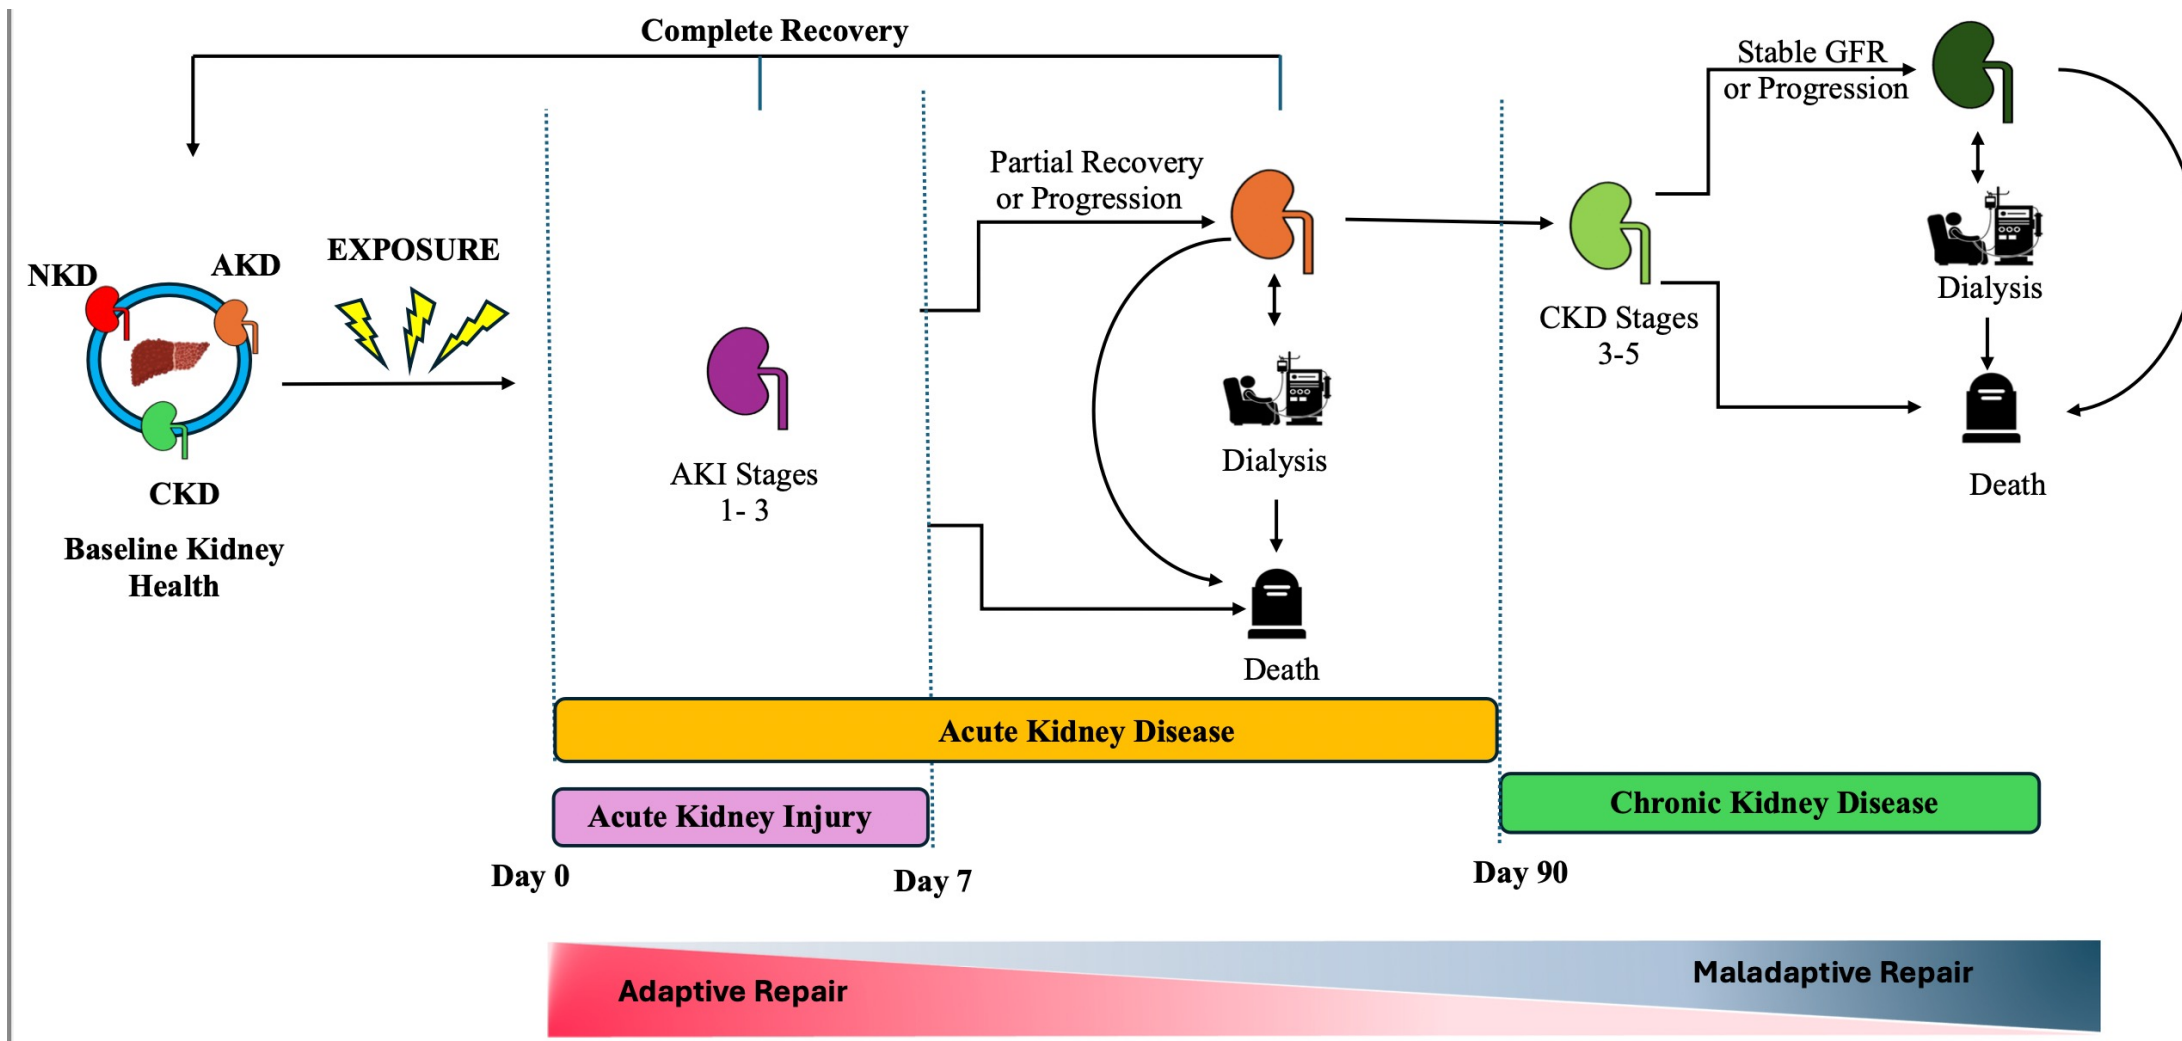 Complete Recovery
Stable GFR
or Progression
Partial Recovery
or Progression
EXPOSURE
NKD
AKD
CKD
Baseline Kidney
Health
AKI Stages
1- 3
Dialysis
Death
CKD Stages
3-5
Dialysis
Death
Acute Kidney Disease
Acute Kidney Injury
Chronic Kidney Disease
Day 0
Day 7
Day 90
Adaptive Repair
Maladaptive Repair